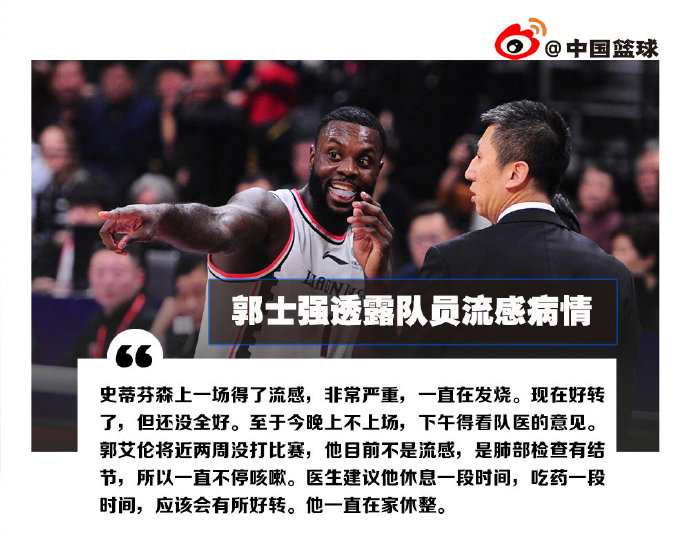 @中国篮球
郭士强透露队员流感病情
史蒂芬森上一场得了流感，非常严重，一直在发烧。现在好转
了，但还没全好。至于今晚上不上场，下午得看队医的意见。
郭艾伦将近两周没打比赛，他目前不是流感，是肺部检查有结
节，所以一直不停咳嗽。医生建议他休息一段时间，吃药一段
时间，应该会有所好转。他一直在家休整。